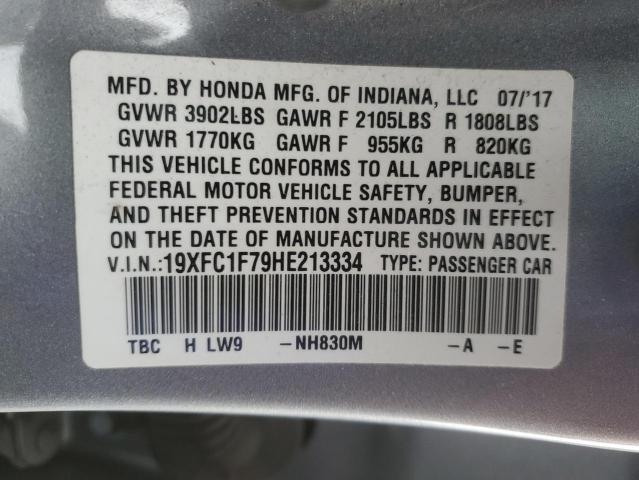 MFD. BY HONDA MFG. OF INDIANA, LLC 07/'17
GVWR 3902LBS GAWR F 2105LBS R 1808LBS
GVWR 1770KG GAWR F 955KG R 820KG
THIS VEHICLE CONFORMS TO ALL APPLICABLE
FEDERAL MOTOR VEHICLE SAFETY, BUMPER,
AND THEFT PREVENTION STANDARDS IN EFFECT
ON THE DATE OF MANUFACTURE SHOWN ABOVE.
V.I.N.:19XFC1F79HE213334 TYPE: PASSENGER CAR
TBC H LW9 -NH830M -A -E